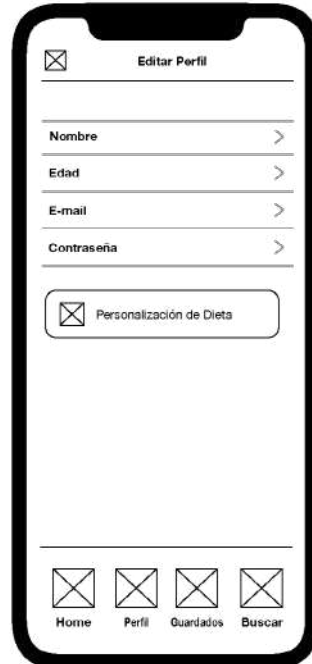 Editar Perfil
Nombre
Edad
E-mail
Contraseña
Personalización de Dieta
Home Perfil Guardados Buscar